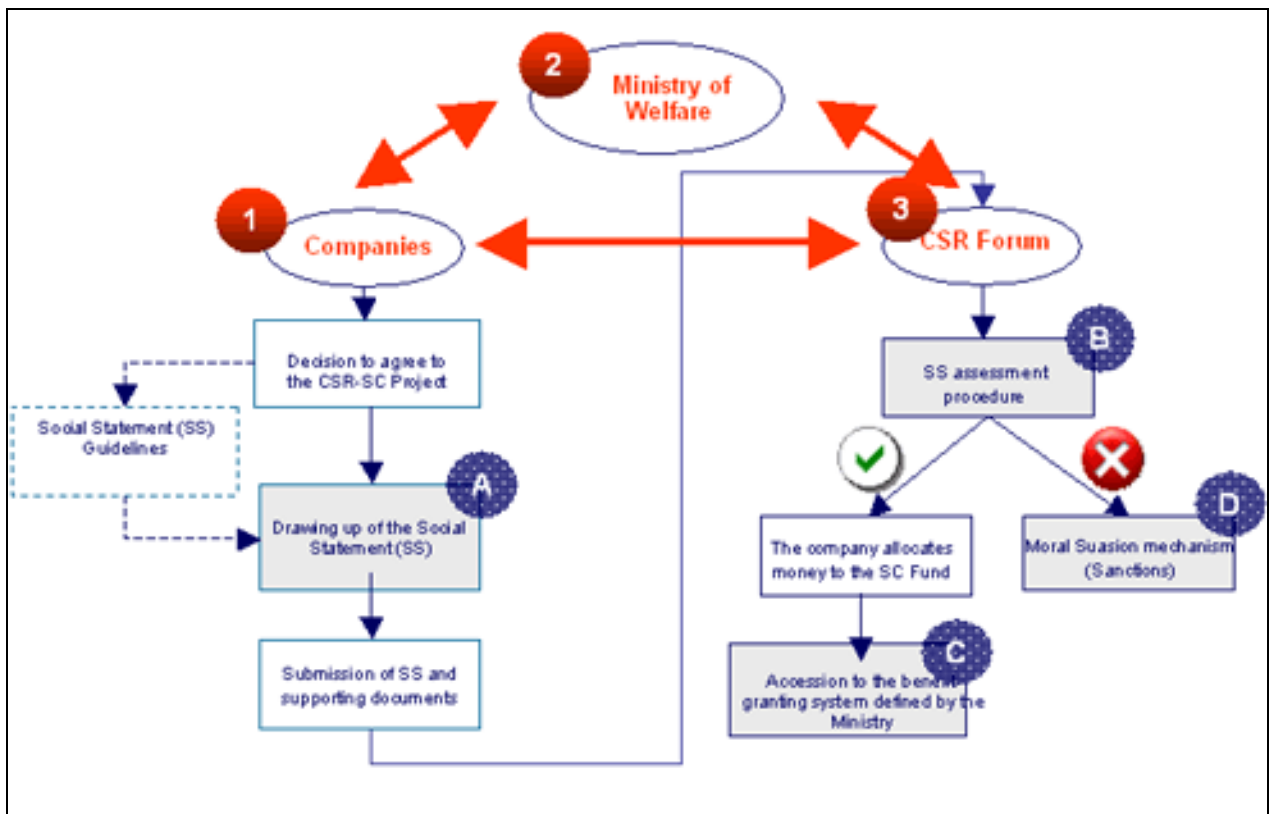 2
Ministry of
Welfare
1
Companies
3
CSR Forum
Decision to agree to
the CSR-SC Project
Social Statement (SS)
Guidelines
A
Drawing up of the Social
Statement (SS)
Submission of SS and
supporting documents
B
SS assessment
procedure
The company allocates
money to the SC Fund
D
Moral Suasion mechanism
(Sanctions)
C
Accession to the benefit
granting system defined by the
Ministry